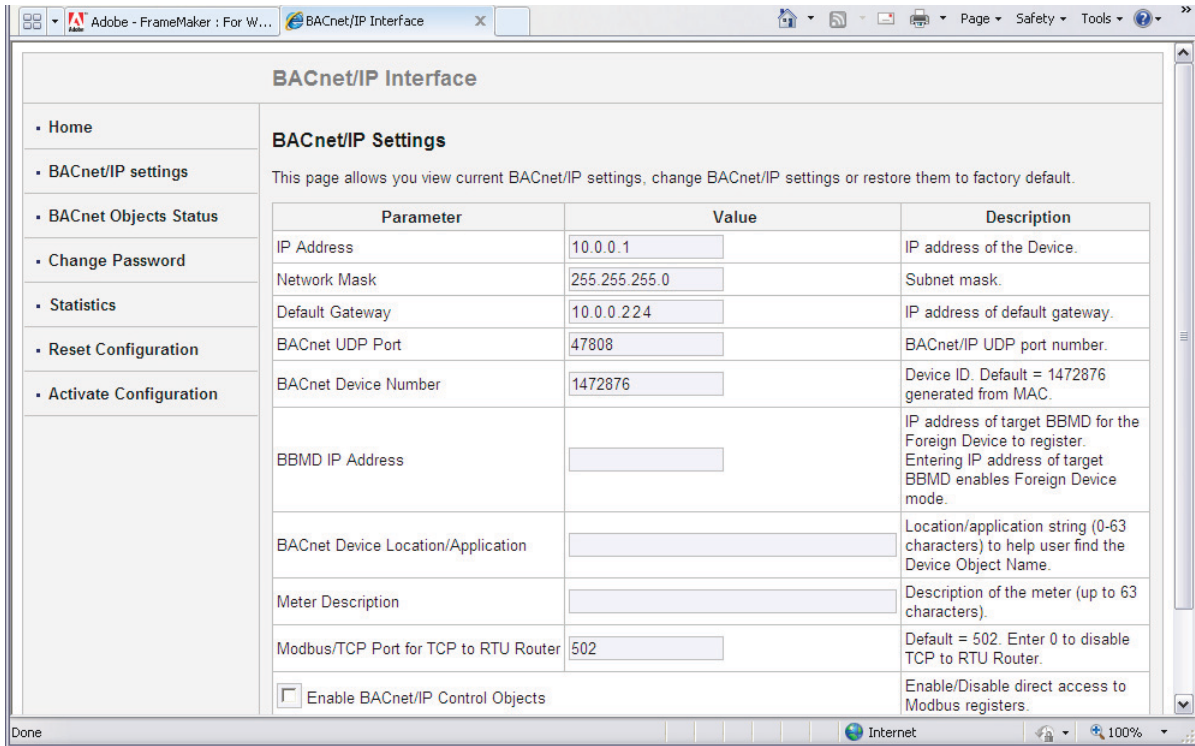 Adobe - FrameMaker : For W...
BACnet/IP Interface
Page
Safety
Tools
BACnet/IP Interface
Home
BACnet/IP settings
BACnet Objects Status
Change Password
Statistics
Reset Configuration
Activate Configuration
BACnet/IP Settings
This page allows you view current BACnet/IP settings, change BACnet/IP settings or restore them to factory default.
Parameter Value Description
IP Address 10.0.0.1 IP address of the Device.
Network Mask 255.255.255.0 Subnet mask.
Default Gateway 10.0.0.224 IP address of default gateway.
BACnet UDP Port 47808 BACnet/IP UDP port number.
BACnet Device Number 1472876 Device ID. Default = 1472876
generated from MAC.
BBMD IP Address
IP address of target BBMD for the
Foreign Device to register.
Entering IP address of target
BBMD enables Foreign Device
mode.
BACnet Device Location/Application
Location/application string (0-63
characters) to help user find the
Device Object Name.
Meter Description
Description of the meter (up to 63
characters).
Modbus/TCP Port for TCP to RTU Router 502 Default = 502. Enter 0 to disable
TCP to RTU Router.
Enable BACnet/IP Control Objects Enable/Disable direct access to
Modbus registers.
Done Internet 100%